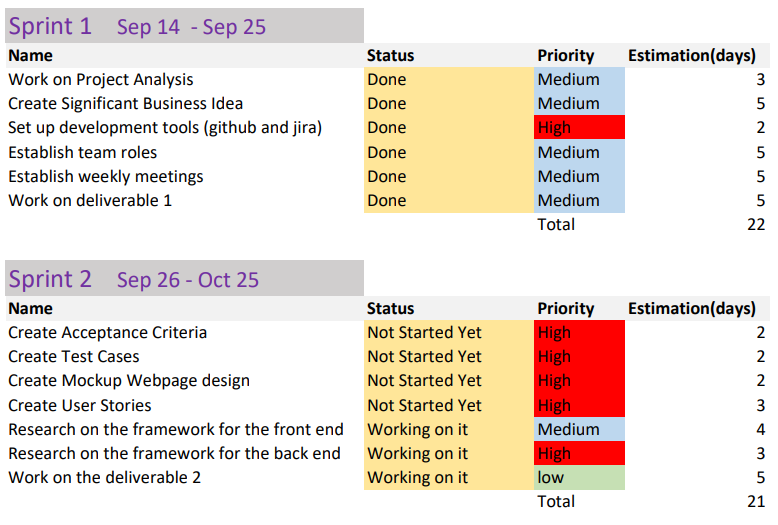 Sprint 1 Sep 14 - Sep 25
Name Status Priority Estimation(days)
Work on Project Analysis Done Medium 3
Create Significant Business Idea Done Medium 5
Set up development tools (github and jira) Done High 2
Establish team roles Done Medium 5
Establish weekly meetings Done Medium 5
Work on deliverable 1 Done Medium 5
Total 22
Sprint 2 Sep 26 - Oct 25
Name Status Priority Estimation(days)
Create Acceptance Criteria Not Started Yet High 2
Create Test Cases Not Started Yet High 2
Create Mockup Webpage design Not Started Yet High 2
Create User Stories Not Started Yet High 3
Research on the framework for the front end Working on it Medium 4
Research on the framework for the back end Working on it High 3
Work on the deliverable 2 Working on it low 5
Total 21